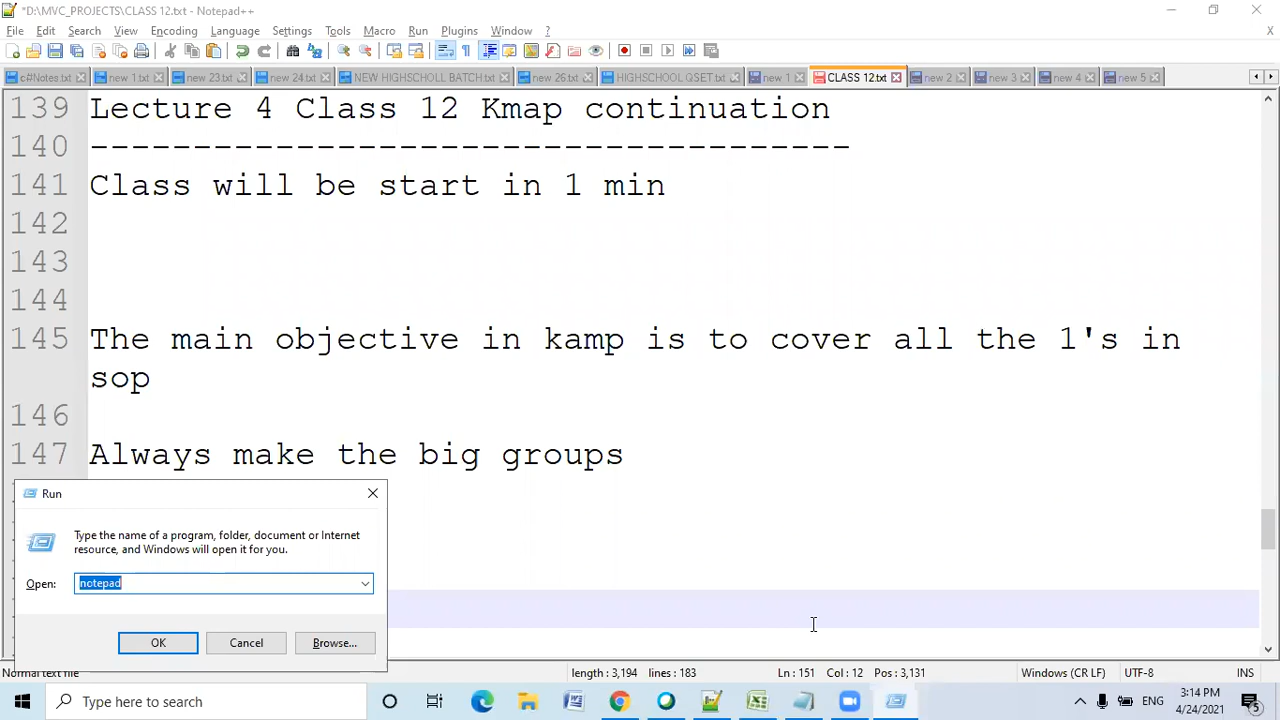 *D:\MVC_PROJECTS\CLASS 12.txt - Notepad++
File Edit Search View Encoding Language Settings Tools Macro Run Plugins Window ?
X
c#Notes.txt new 17.txt new 23.txt new 24.txt NEW HIGHSCHOLL BATCH.txt new 26.txt HIGHSCHOOL QSET.txt new 1 CLASS 12.txt new 2 new 3 new 4 new 5
139 Lecture 4 Class 12 Kmap continuation
140 -------------------------------------
141 Class will be start in 1 min
142
143
144
145 The main objective in kamp is to cover all the 1's in
sop
146
147 Always make the big groups
Run
Type the name of a program, folder, document or Internet
resource, and Windows will open it for you.
Open: notepad
OK Cancel Browse...
Normal text file length : 3,194 lines : 183 Ln : 151 Col : 12 Pos : 3,131 Windows (CR LF) UTF-8 INS
Type here to search
ENG
3:14 PM
4/24/2021
5